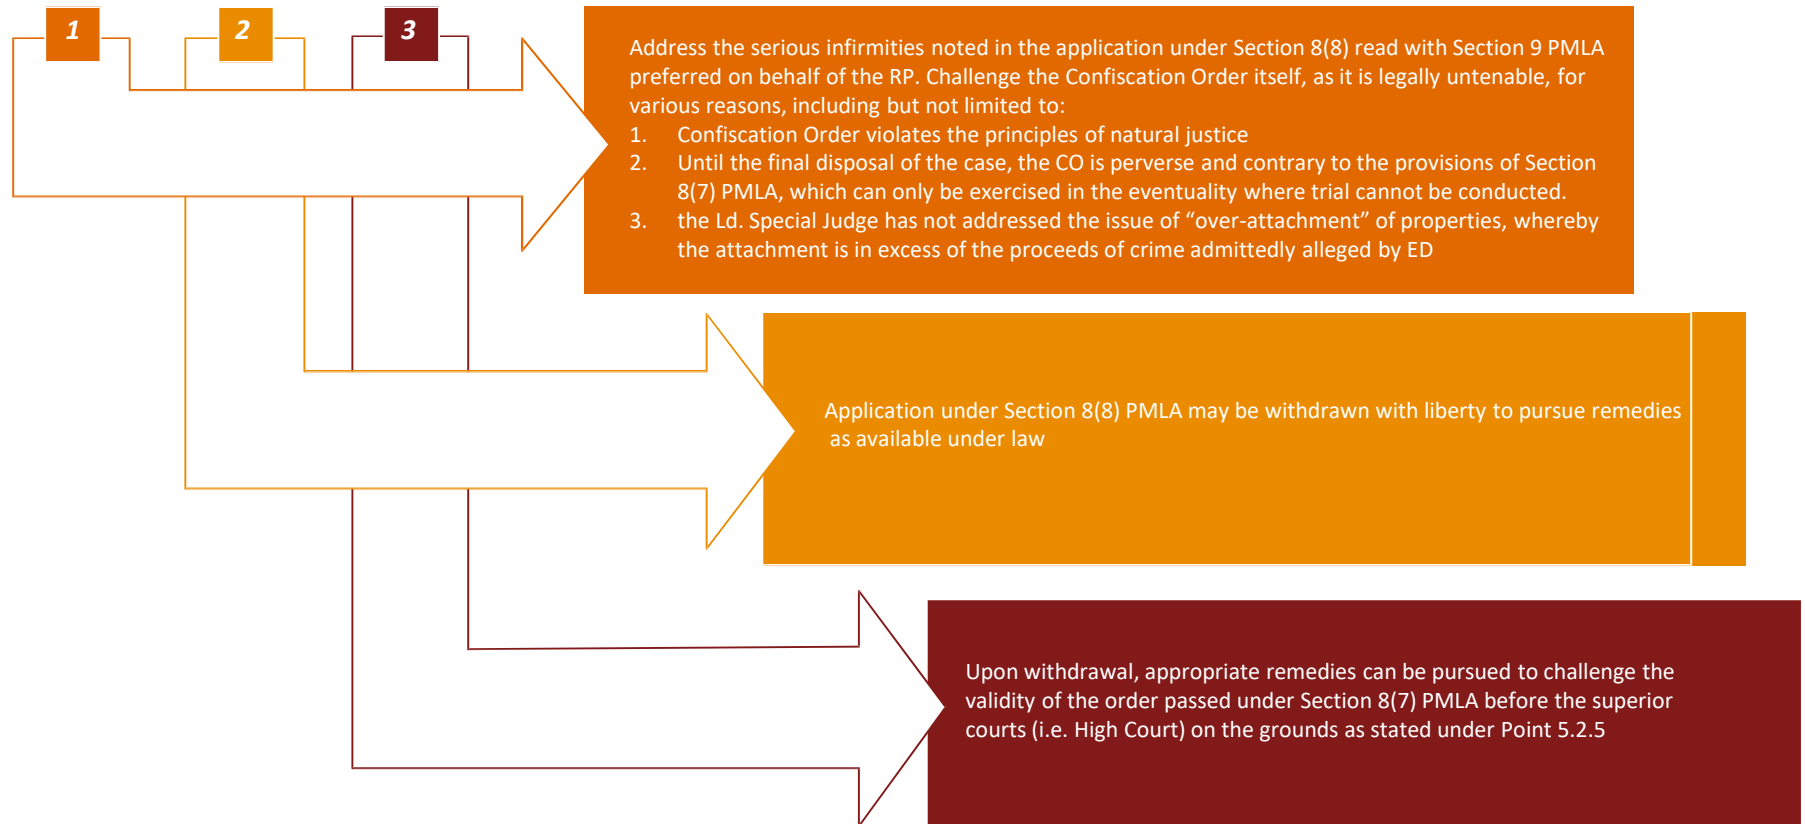 1
2
3
Address the serious infirmities noted in the application under Section 8(8) read with Section 9 PMLA
preferred on behalf of the RP. Challenge the Confiscation Order itself, as it is legally untenable, for
various reasons, including but not limited to:
1. Confiscation Order violates the principles of natural justice
2. Until the final disposal of the case, the CO is perverse and contrary to the provisions of Section
8(7) PMLA, which can only be exercised in the eventuality where trial cannot be conducted.
3. the Ld. Special Judge has not addressed the issue of “over-attachment” of properties, whereby
the attachment is in excess of the proceeds of crime admittedly alleged by ED
Application under Section 8(8) PMLA may be withdrawn with liberty to pursue remedies
as available under law
Upon withdrawal, appropriate remedies can be pursued to challenge the
validity of the order passed under Section 8(7) PMLA before the superior
courts (i.e. High Court) on the grounds as stated under Point 5.2.5